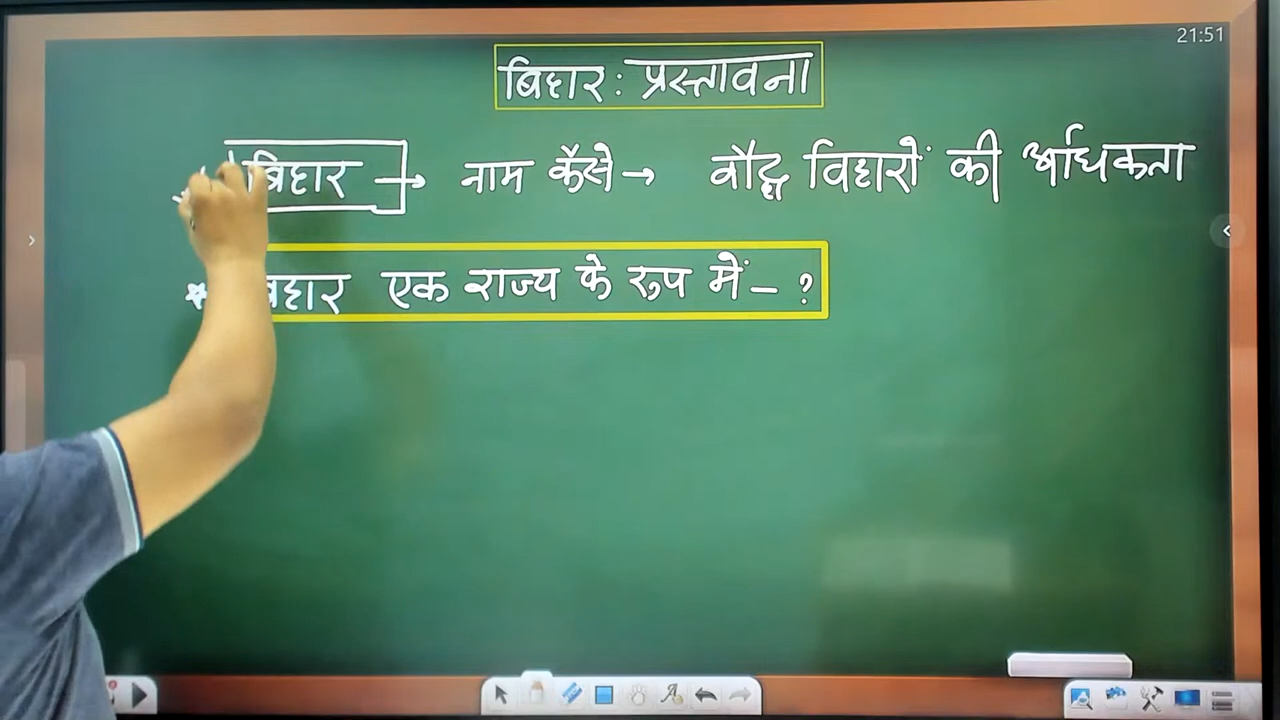 21:51
बिहार: प्रस्तावना
बिहार → नाम कैसे → बौद्ध विहारों की अधिकता
* बिहार एक राज्य के रूप में - ?